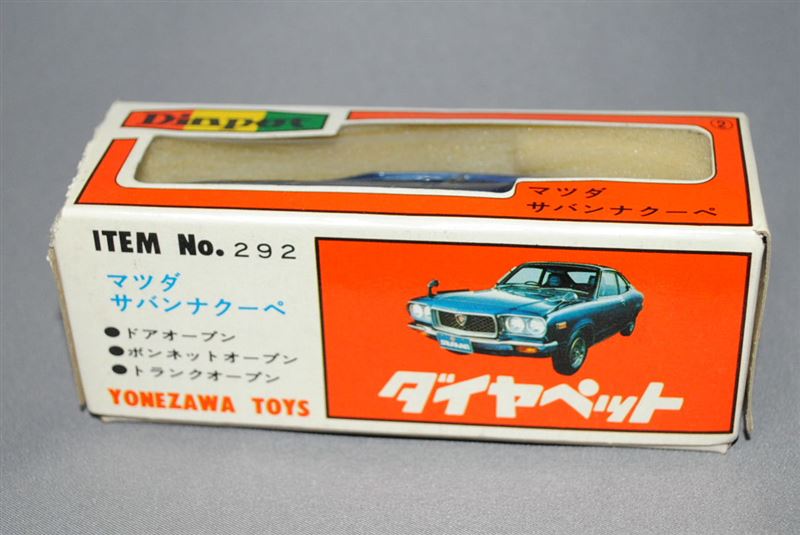 Diapet
②
マツダ
サバンナクーペ
ITEM No. 292
マツダ
サバンナクーペ
●ドアオープン
●ボンネットオープン
●トランクオープン
YONEZAWA TOYS
ダイヤペット